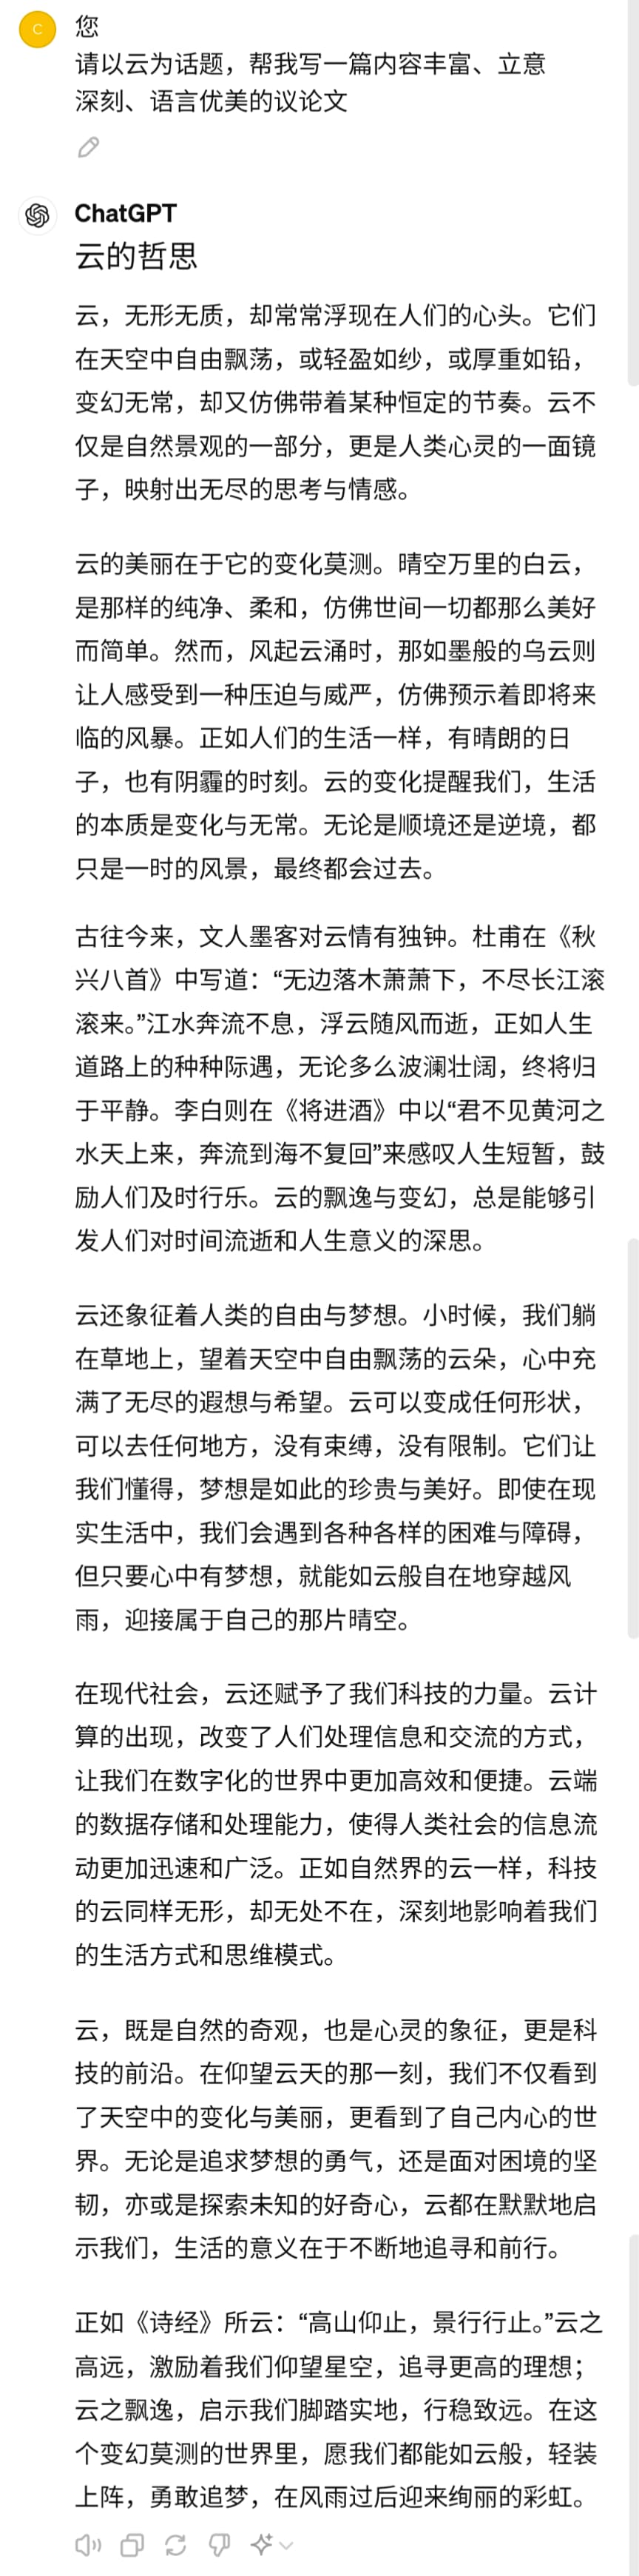 C
您
请以云为话题，帮我写一篇内容丰富、立意
深刻、语言优美的议论文
ChatGPT
云的哲思
云，无形无质，却常常浮现在人们的心头。它们
在天空中自由飘荡，或轻盈如纱，或厚重如铅，
变幻无常，却又仿佛带着某种恒定的节奏。云不
仅是自然景观的一部分，更是人类心灵的一面镜
子，映射出无尽的思考与情感。
云的美丽在于它的变化莫测。晴空万里的白云，
是那样的纯净、柔和，仿佛世间一切都那么美好
而简单。然而，风起云涌时，那如墨般的乌云则
让人感受到一种压迫与威严，仿佛预示着即将来
临的风暴。正如人们的生活一样，有晴朗的日
子，也有阴霾的时刻。云的变化提醒我们，生活
的本质是变化与无常。无论是顺境还是逆境，都
只是一时的风景，最终都会过去。
古往今来，文人墨客对云情有独钟。杜甫在《秋
兴八首》中写道：“无边落木萧萧下，不尽长江滚
滚来。”江水奔流不息，浮云随风而逝，正如人生
道路上的种种际遇，无论多么波澜壮阔，终将归
于平静。李白则在《将进酒》中以“君不见黄河之
水天上来，奔流到海不复回”来感叹人生短暂，鼓
励人们及时行乐。云的飘逸与变幻，总是能够引
发人们对时间流逝和人生意义的深思。
云还象征着人类的自由与梦想。小时候，我们躺
在草地上，望着天空中自由飘荡的云朵，心中充
满了无尽的遐想与希望。云可以变成任何形状，
可以去任何地方，没有束缚，没有限制。它们让
我们懂得，梦想是如此的珍贵与美好。即使在现
实生活中，我们会遇到各种各样的困难与障碍，
但只要心中有梦想，就能如云般自在地穿越风
雨，迎接属于自己的那片晴空。
在现代社会，云还赋予了我们科技的力量。云计
算的出现，改变了人们处理信息和交流的方式，
让我们在数字化的世界中更加高效和便捷。云端
的数据存储和处理能力，使得人类社会的信息流
动更加迅速和广泛。正如自然界的云一样，科技
的云同样无形，却无处不在，深刻地影响着我们
的生活方式和思维模式。
云，既是自然的奇观，也是心灵的象征，更是科
技的前沿。在仰望云天的那一刻，我们不仅看到
了天空中的变化与美丽，更看到了自己内心的世
界。无论是追求梦想的勇气，还是面对困境的坚
韧，亦或是探索未知的好奇心，云都在默默地启
示我们，生活的意义在于不断地追寻和前行。
正如《诗经》所云：“高山仰止，景行行止。”云之
高远，激励着我们仰望星空，追寻更高的理想；
云之飘逸，启示我们脚踏实地，行稳致远。在这
个变幻莫测的世界里，愿我们都能如云般，轻装
上阵，勇敢追梦，在风雨过后迎来绚丽的彩虹。